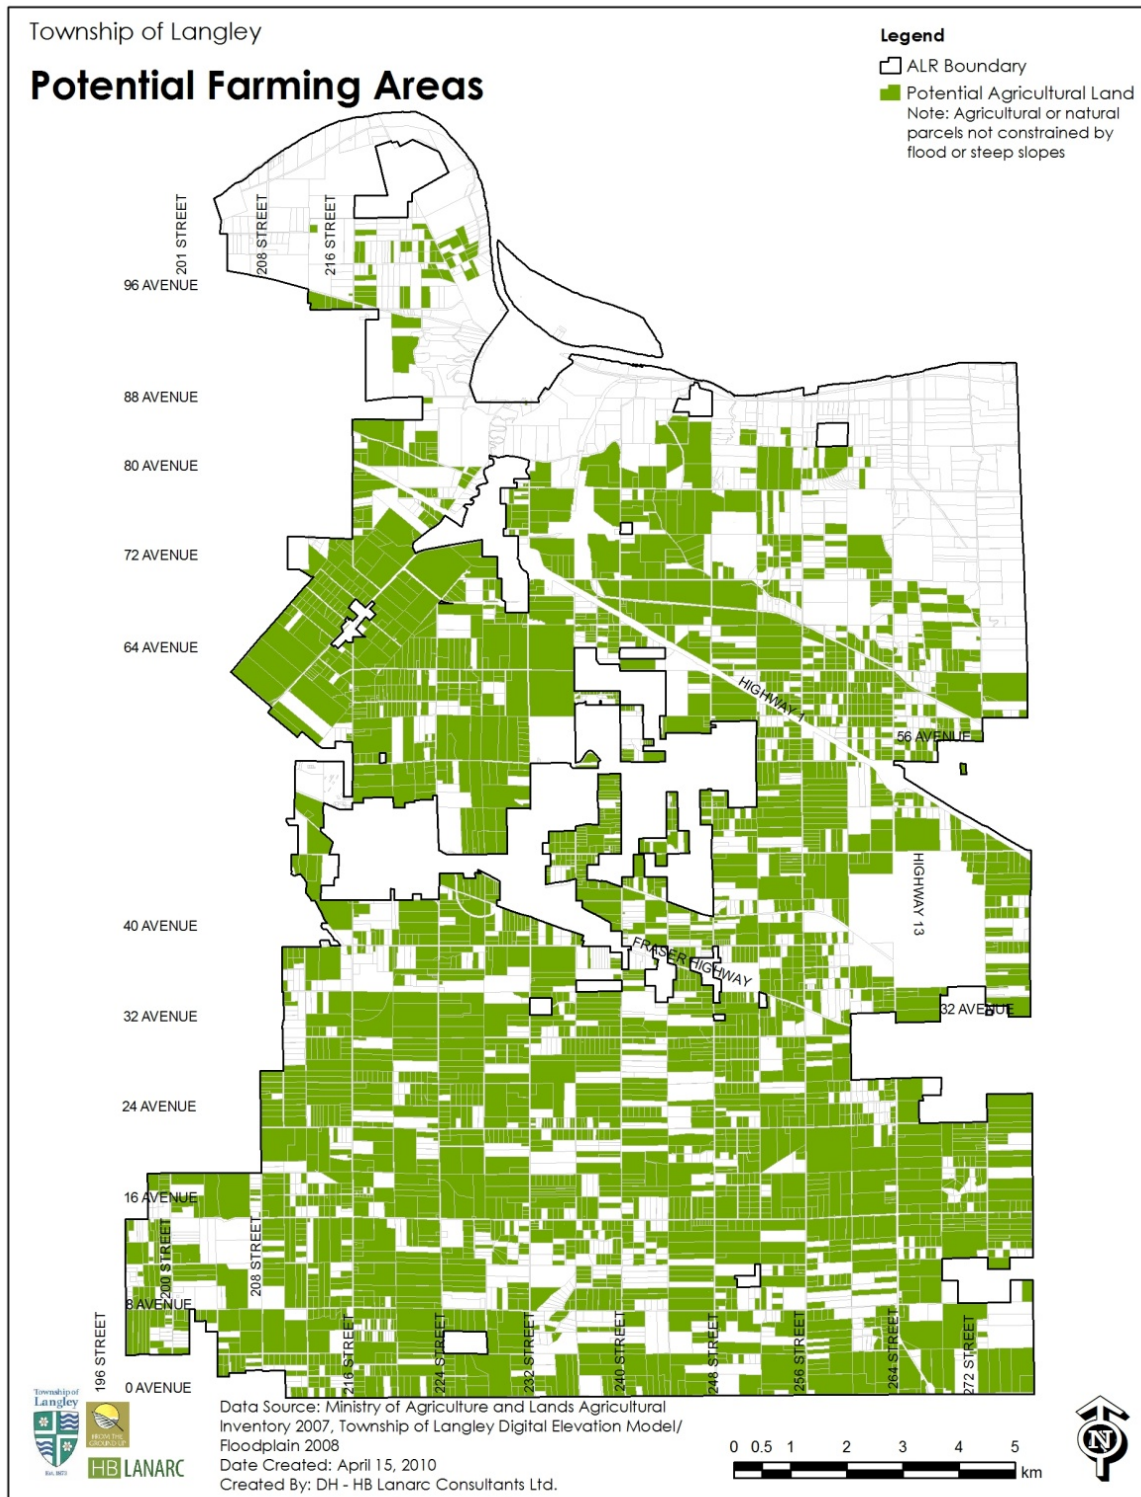 Township of Langley
Potential Farming Areas
Legend
ALR Boundary
Potential Agricultural Land
Note: Agricultural or natural
parcels not constrained by
flood or steep slopes
201 STREET
208 STREET
216 STREET
96 AVENUE
88 AVENUE
80 AVENUE
72 AVENUE
64 AVENUE
HIGHWAY 1
56 AVENUE
HIGHWAY 13
40 AVENUE
FRASER HIGHWAY
32 AVENUE
32 AVENUE
24 AVENUE
16 AVENUE
200 STREET
208 STREET
8 AVENUE
196 STREET
216 STREET
224 STREET
232 STREET
240 STREET
248 STREET
256 STREET
264 STREET
272 STREET
0 AVENUE
Township of
Langley
Est. 1873
FROM THE
GROUND UP
HB LANARC
Data Source: Ministry of Agriculture and Lands Agricultural
Inventory 2007, Township of Langley Digital Elevation Model/
Floodplain 2008
Date Created: April 15, 2010
Created By: DH - HB Lanarc Consultants Ltd.
0 0.5 1 2 3 4 5
km
N